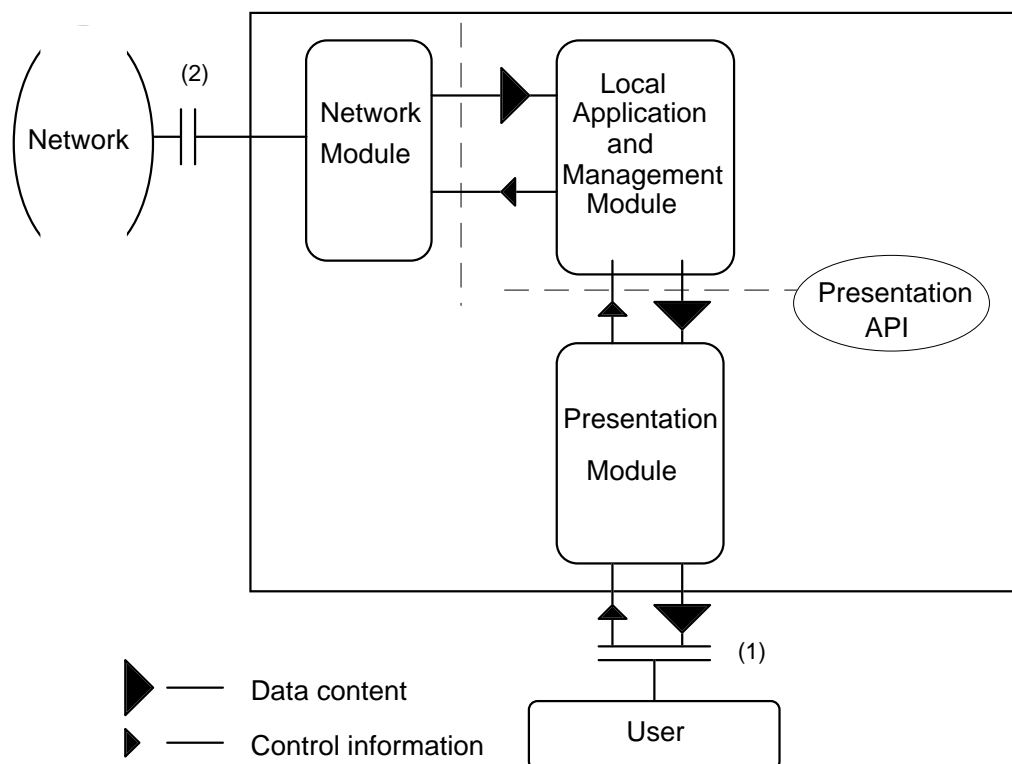 (2)
Network
Network
Module
Local
Application
and
Management
Module
Presentation
API
Presentation
Module
(1)
Data content
Control information
User